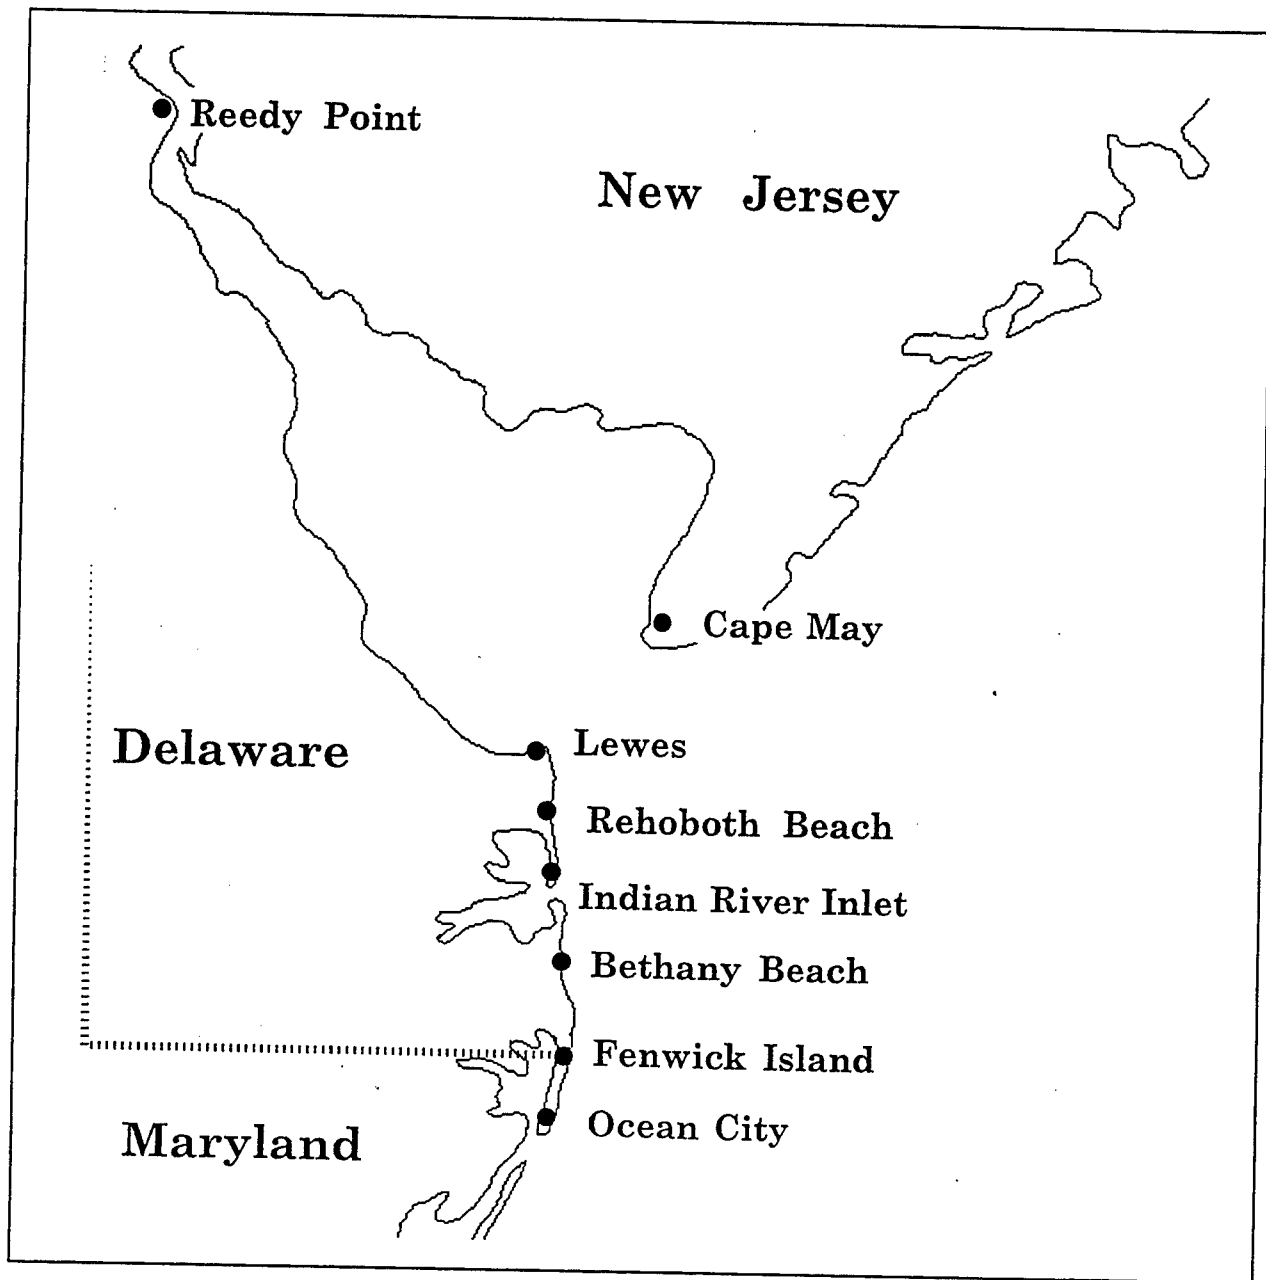 Reedy Point
New Jersey
Cape May
Delaware
Lewes
Rehoboth Beach
Indian River Inlet
Bethany Beach
Fenwick Island
Maryland
Ocean City